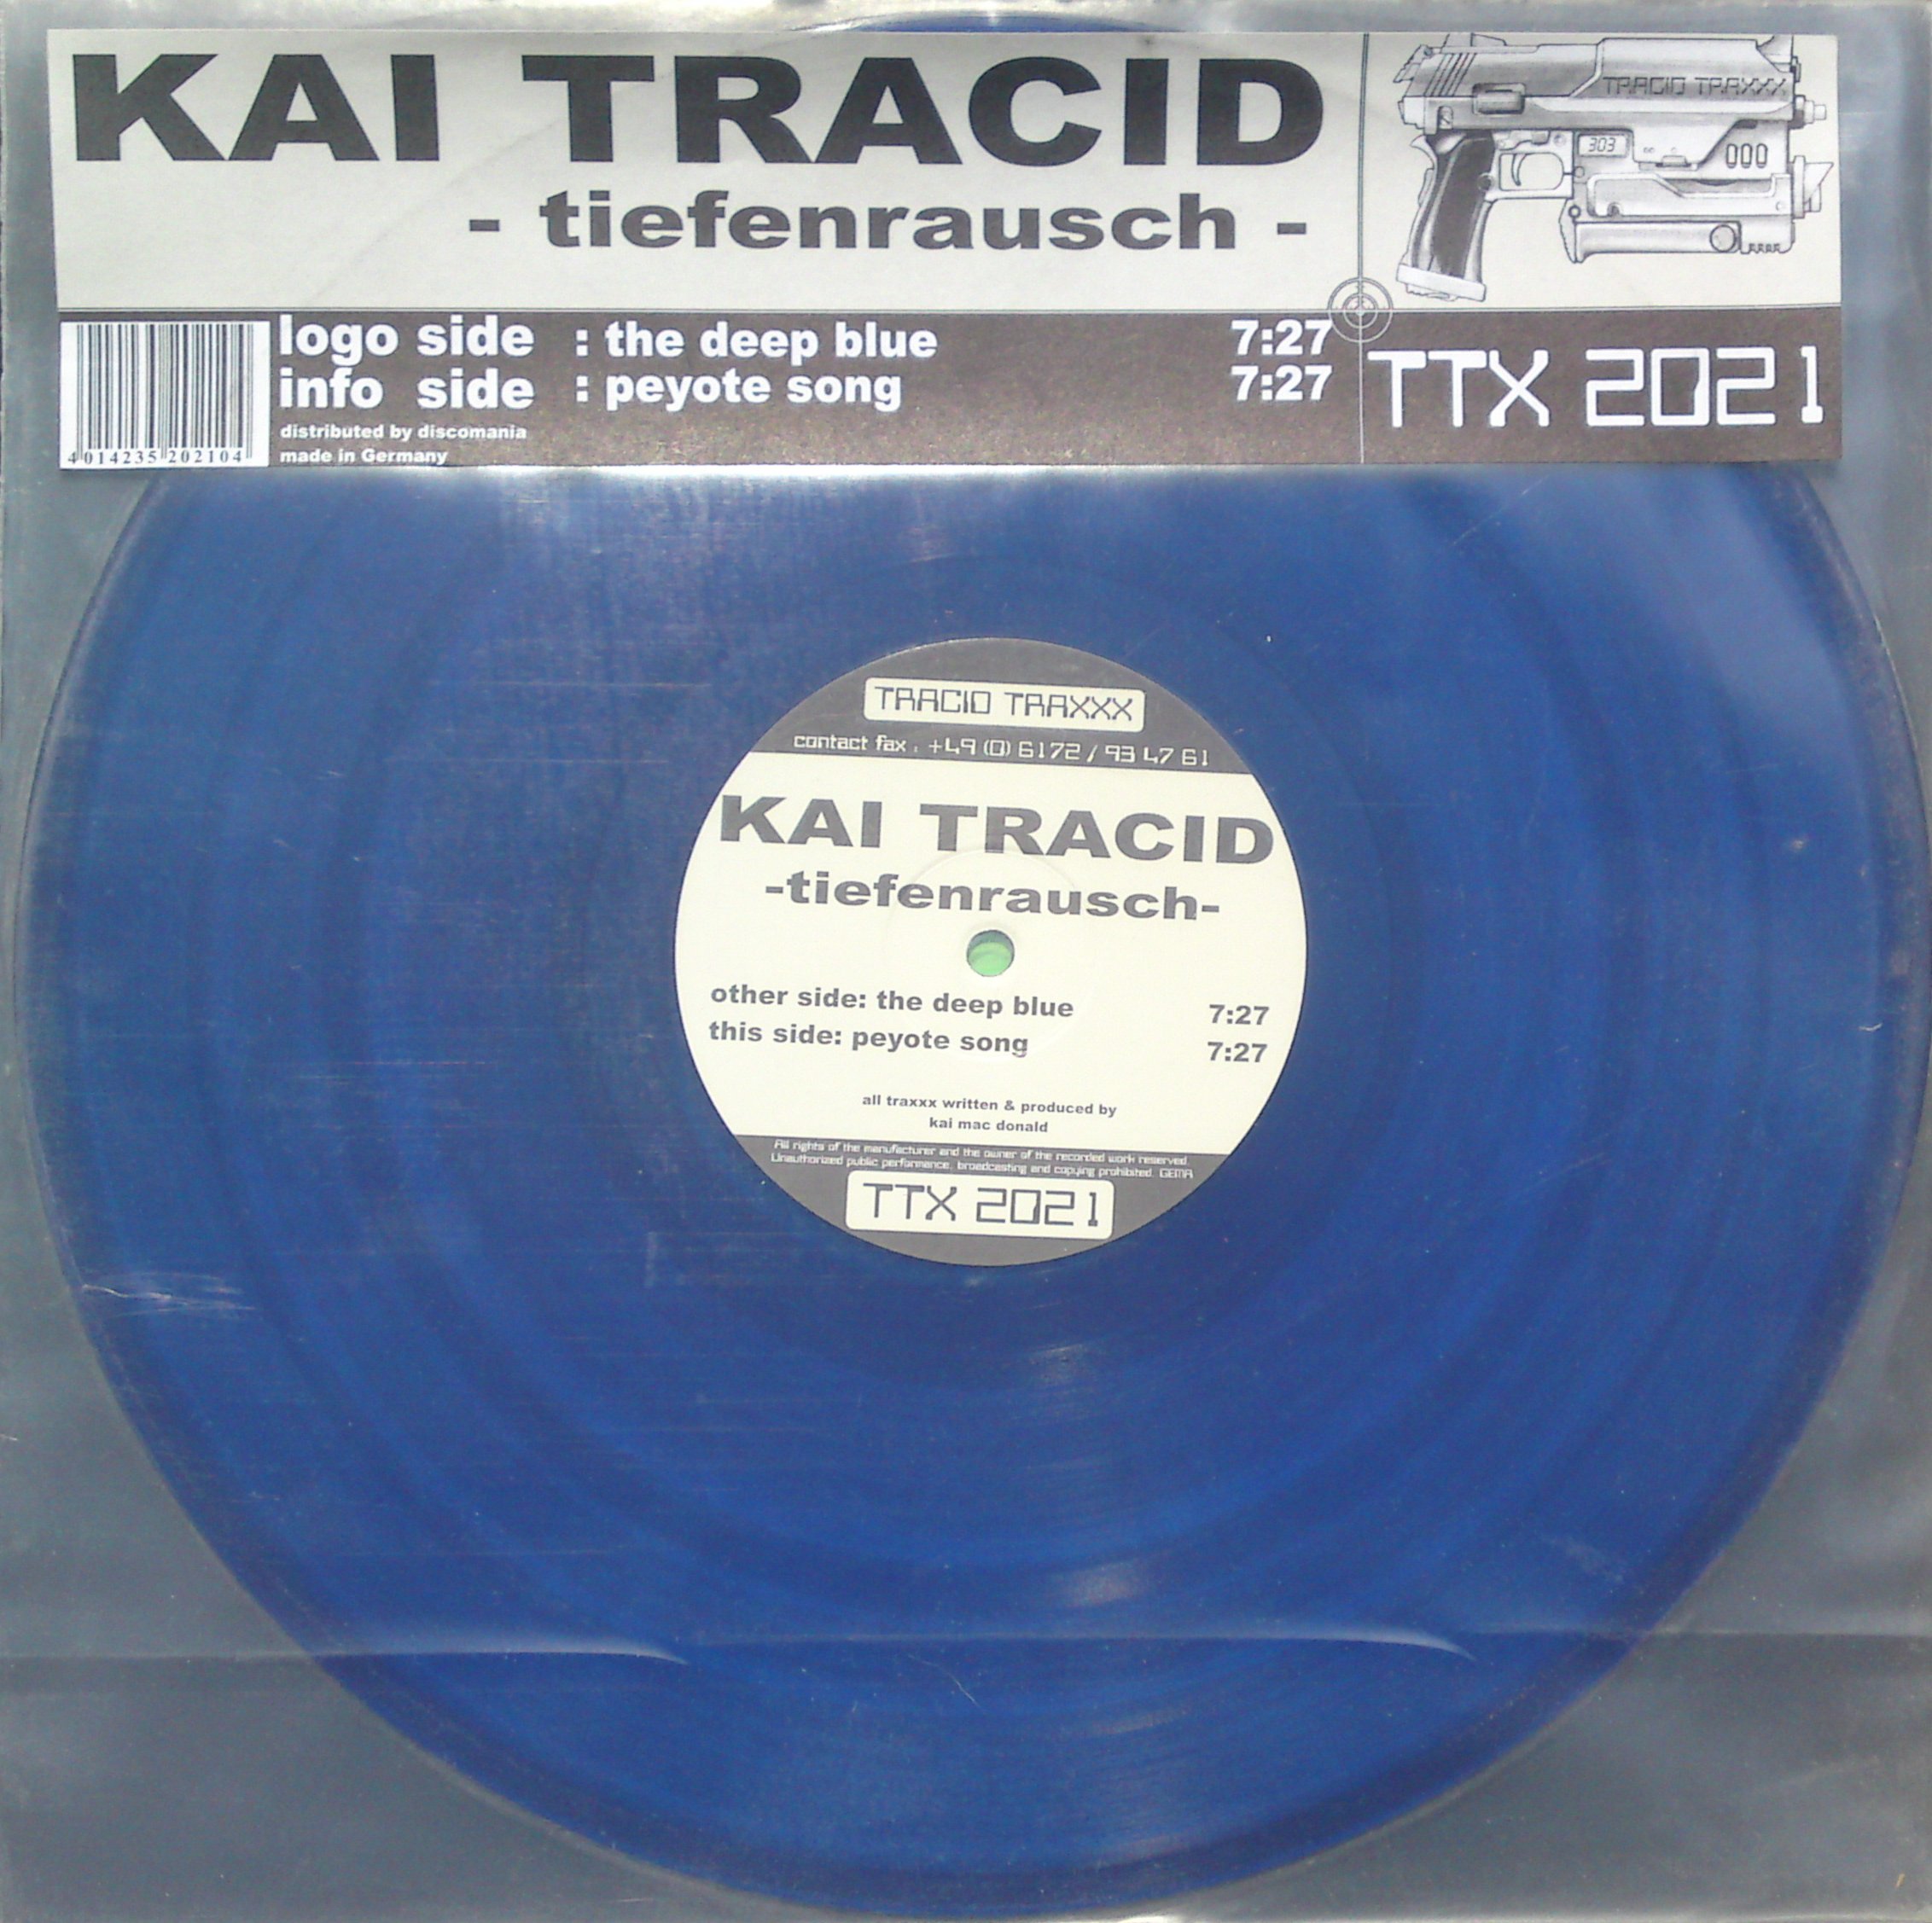 KAI TRACID
- tiefenrausch -
TRACID TRAXXX
303
000
logo side : the deep blue 7:27
info side : peyote song 7:27
distributed by discomania
made in Germany
4 014235 202104
TTX 2021
TRACID TRAXXX
contact fax : +49 (0) 6172 / 93 47 61
KAI TRACID
-tiefenrausch-
other side: the deep blue 7:27
this side: peyote song 7:27
all traxxx written & produced by
kai mac donald
All rights of the manufacturer and the owner of the recorded work reserved.
Unauthorized public performance, broadcasting and copying prohibited. GEMA
TTX 2021